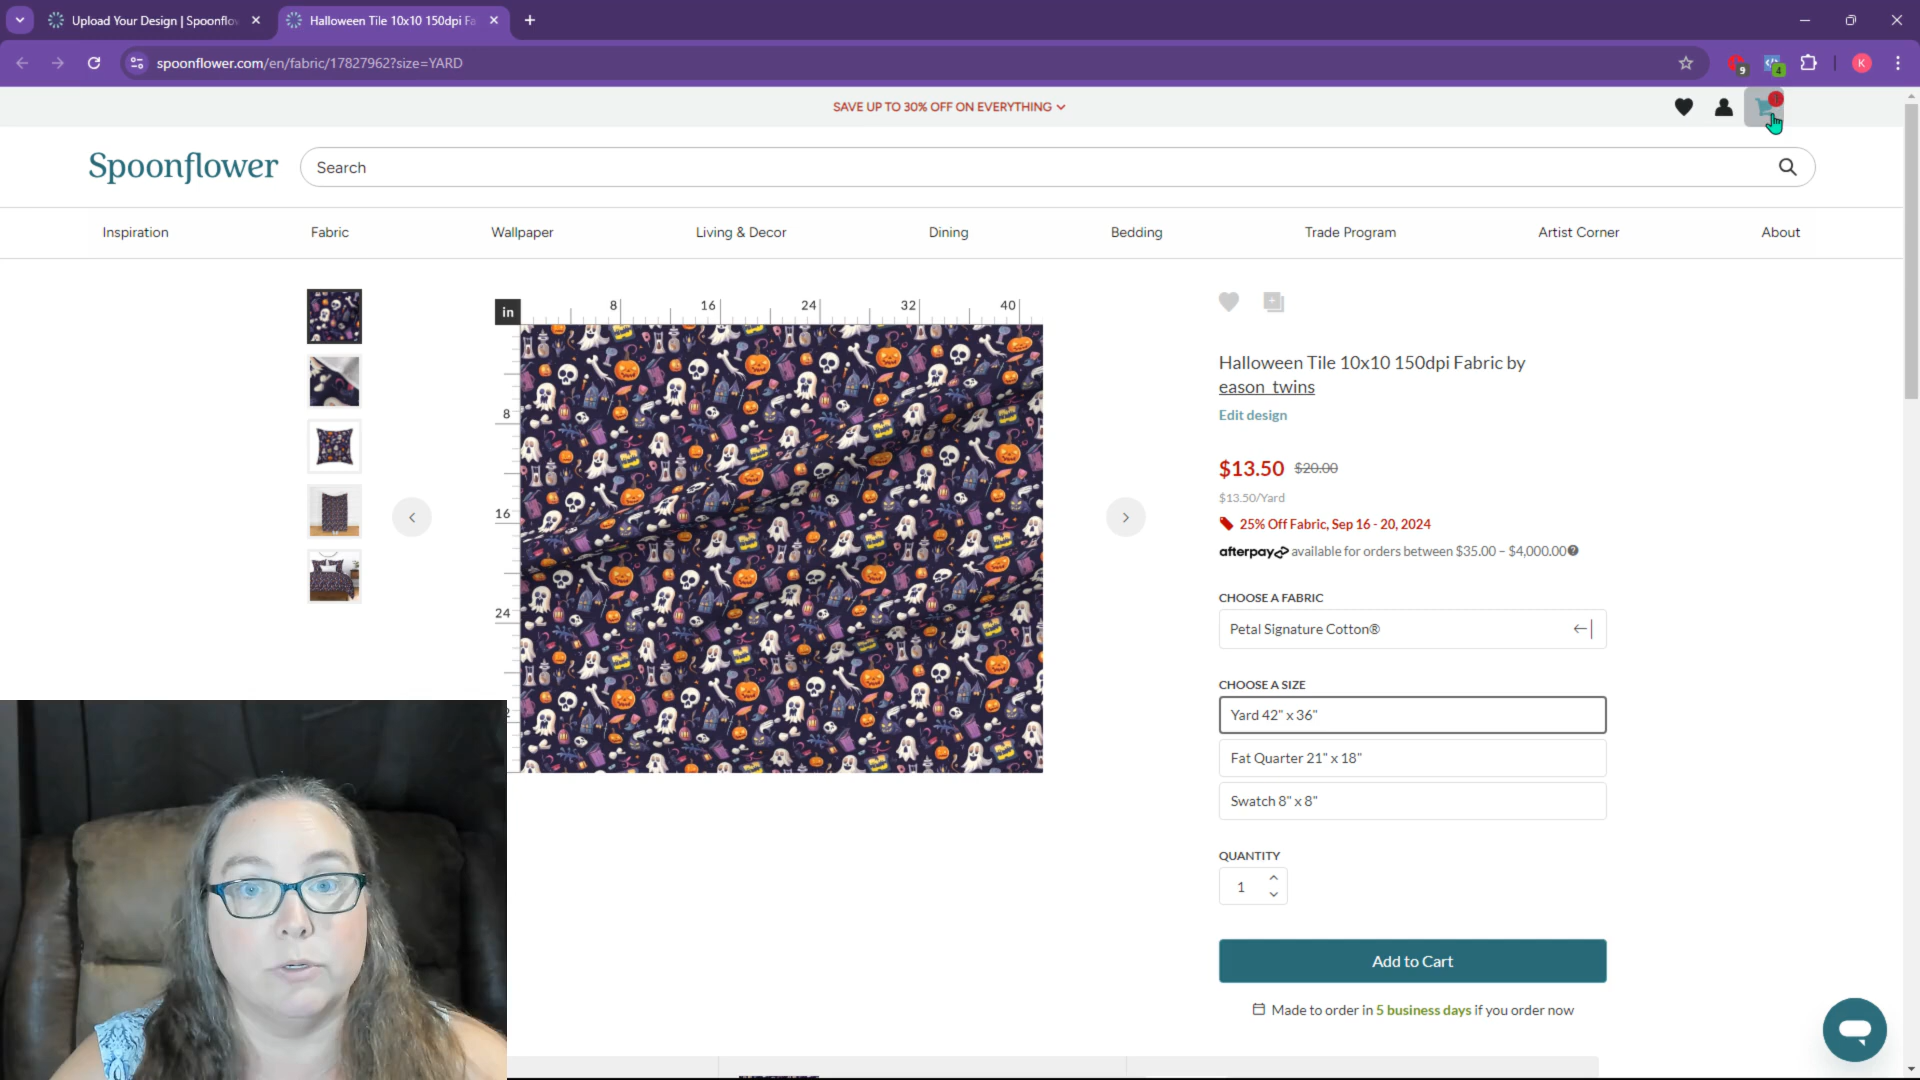 Upload Your Design | Spoonflo
Halloween Tile 10x10 150dpi Fa
spoonflower.com/en/fabric/17827962?size=YARD
9
4
K
SAVE UP TO 30% OFF ON EVERYTHING
Spoonflower
Search
Inspiration
Fabric
Wallpaper
Living & Decor
Dining
Bedding
Trade Program
Artist Corner
About
in
8
16
24
32
40
8
16
24
2
Halloween Tile 10x10 150dpi Fabric by
eason_twins
Edit design
$13.50 $20.00
$13.50/Yard
25% Off Fabric, Sep 16 - 20, 2024
afterpay available for orders between $35.00 – $4,000.00
CHOOSE A FABRIC
Petal Signature Cotton®
CHOOSE A SIZE
Yard 42" x 36"
Fat Quarter 21" x 18"
Swatch 8" x 8"
QUANTITY
1
Add to Cart
Made to order in 5 business days if you order now